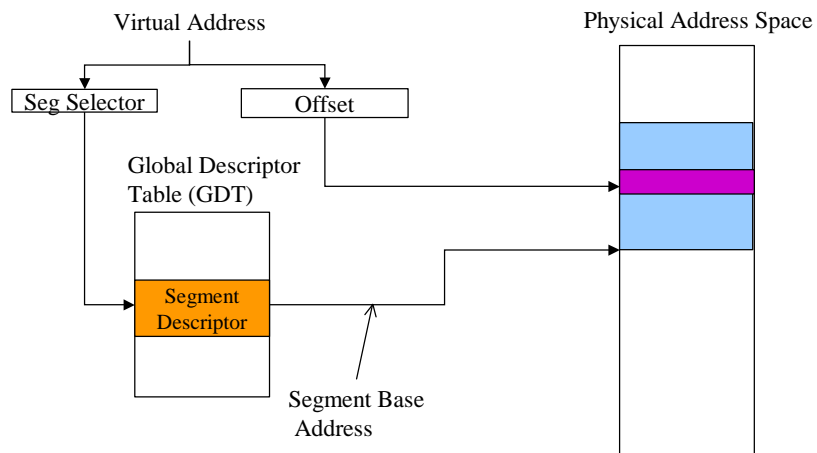 Virtual Address
Physical Address Space
Seg Selector
Offset
Global Descriptor
Table (GDT)
Segment
Descriptor
Segment Base
Address